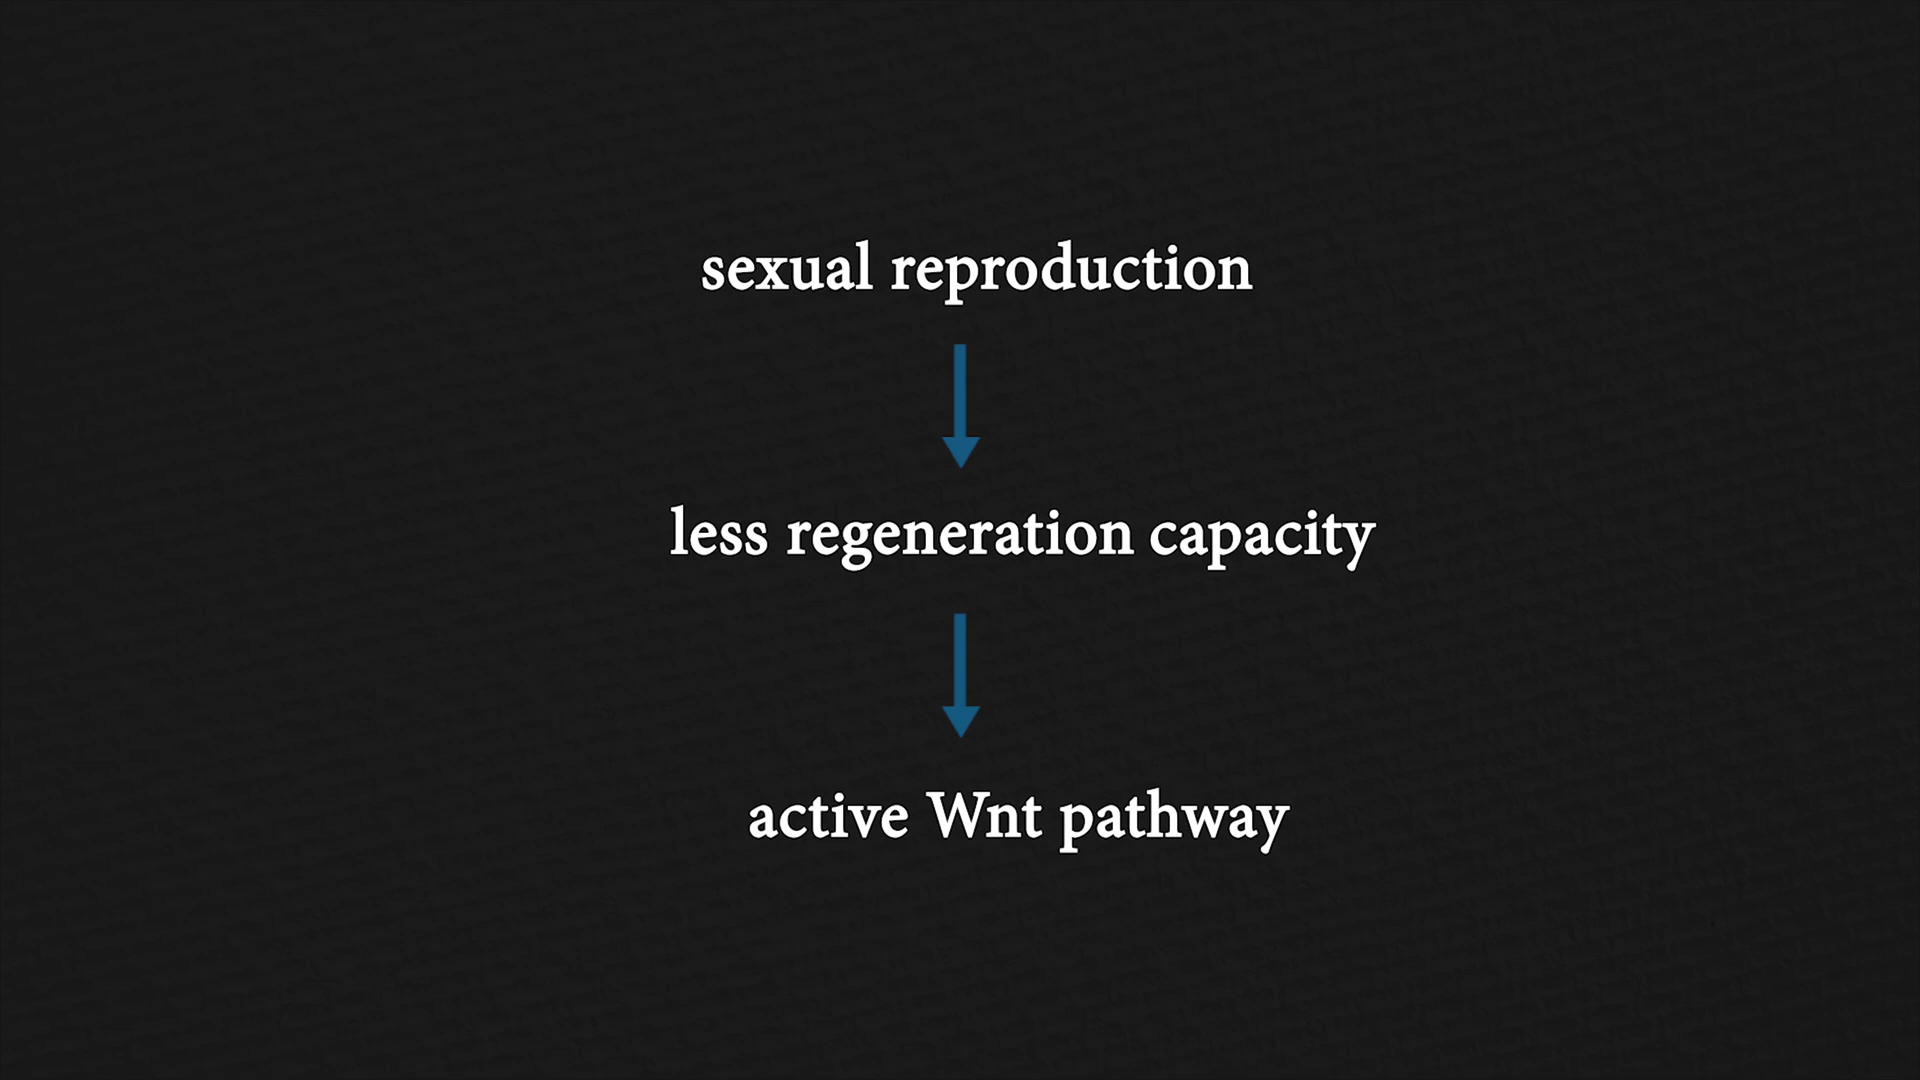 sexual reproduction
less regeneration capacity
active Wnt pathway